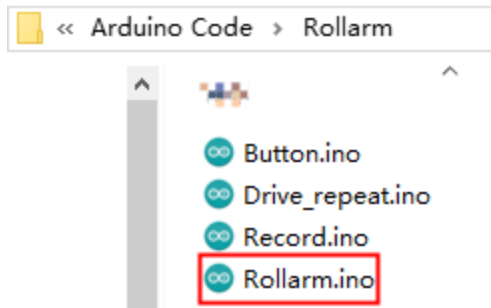 « Arduino Code > Rollarm
Button.ino
Drive_repeat.ino
Record.ino
Rollarm.ino